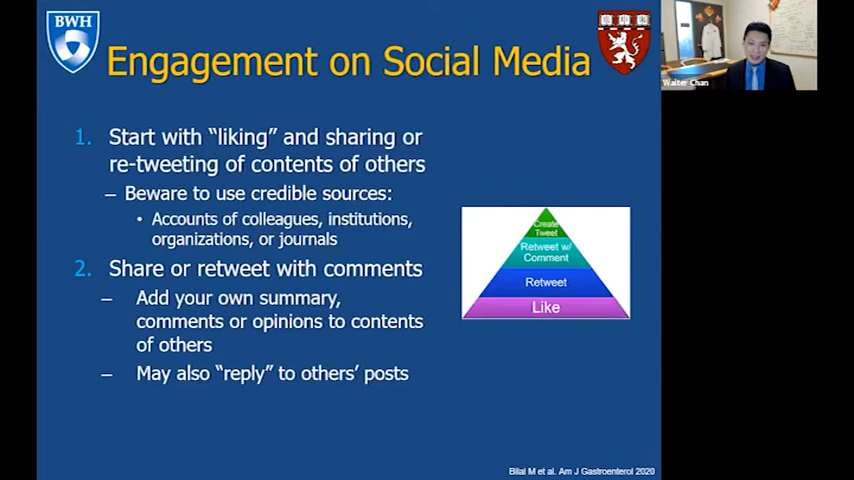 BWH
Engagement on Social Media
Walter Chan
1. Start with “liking” and sharing or
re-tweeting of contents of others
– Beware to use credible sources:
• Accounts of colleagues, institutions,
organizations, or journals
2. Share or retweet with comments
– Add your own summary,
comments or opinions to contents
of others
– May also “reply” to others’ posts
Create
Tweet
Retweet w/
Comment
Retweet
Like
Bilal M et al. Am J Gastroenterol 2020